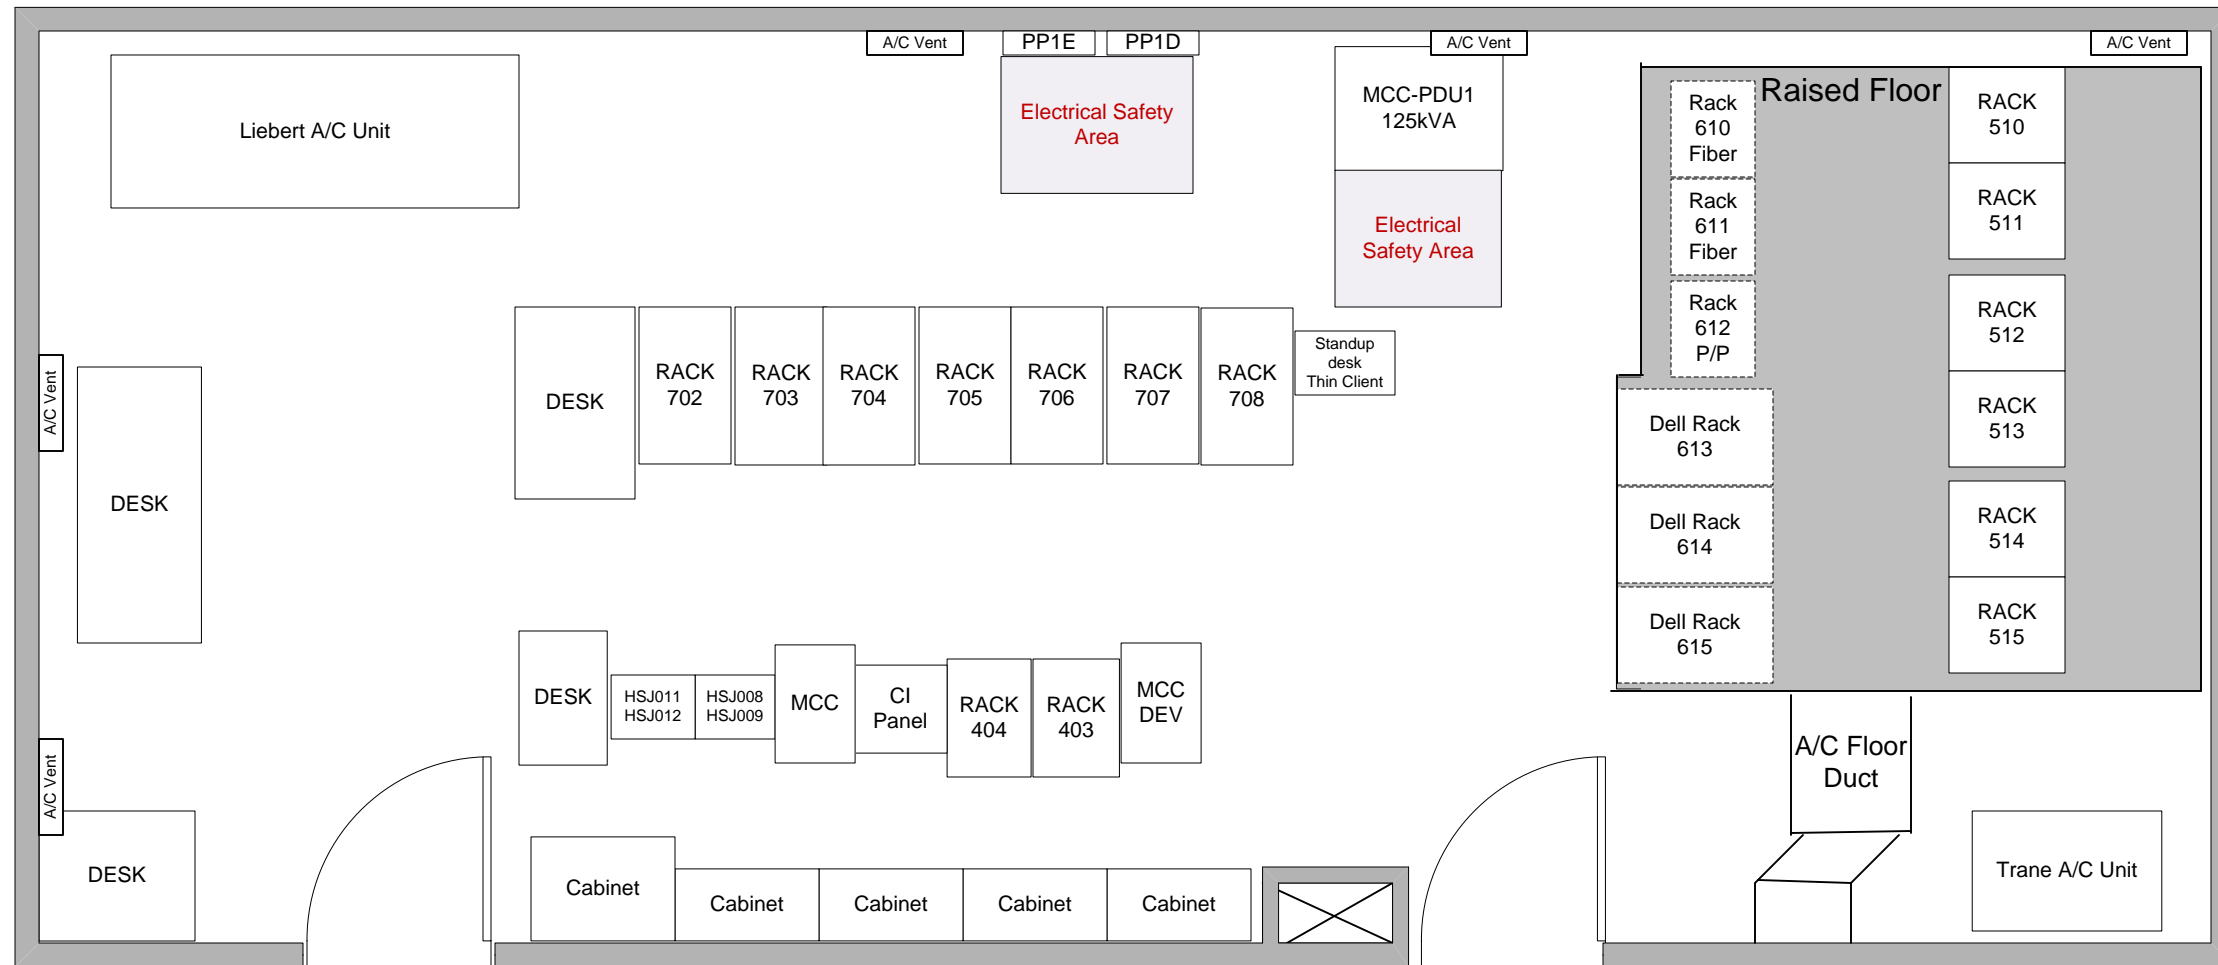 A/C Vent
PP1E
PP1D
A/C Vent
A/C Vent
Liebert A/C Unit
Electrical Safety
Area
MCC-PDU1
125kVA
Electrical
Safety Area
Raised Floor
Rack
610
Fiber
Rack
611
Fiber
Rack
612
P/P
Dell Rack
613
Dell Rack
614
Dell Rack
615
RACK
510
RACK
511
RACK
512
RACK
513
RACK
514
RACK
515
A/C Vent
DESK
DESK
RACK
702
RACK
703
RACK
704
RACK
705
RACK
706
RACK
707
RACK
708
Standup
desk
Thin Client
DESK
HSJ011
HSJ012
HSJ008
HSJ009
MCC
CI
Panel
RACK
404
RACK
403
MCC
DEV
A/C Vent
DESK
Cabinet
Cabinet
Cabinet
Cabinet
Cabinet
A/C Floor
Duct
Trane A/C Unit